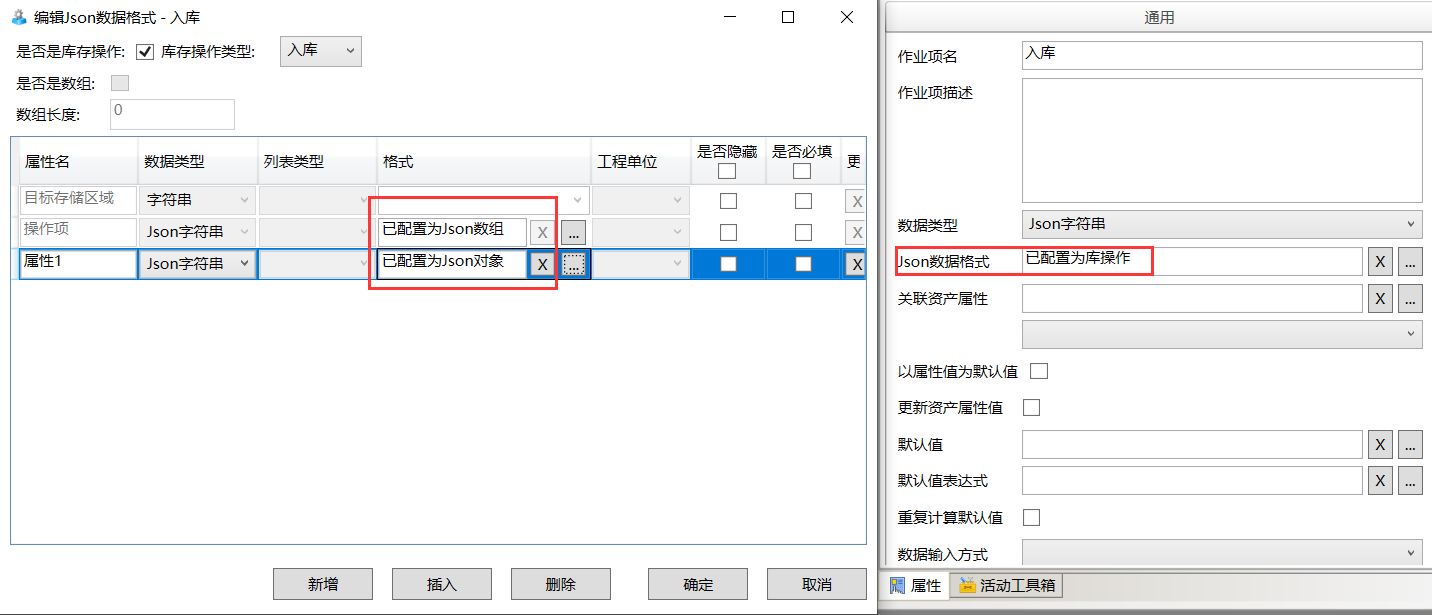 编辑Json数据格式 - 入库
是否是库存操作: 库存操作类型: 入库
是否是数组:
数组长度: 0
属性名 数据类型 列表类型 格式 工程单位 是否隐藏 是否必填 更
目标存储区域 字符串 X
操作项 Json字符串 已配置为Json数组 X ... X
属性1 Json字符串 已配置为Json对象 X ... X
新增 插入 删除 确定 取消
通用
作业项名 入库
作业项描述
数据类型 Json字符串
Json数据格式 已配置为库操作 X ...
关联资产属性 X ...
以属性值为默认值
更新资产属性值
默认值 X ...
默认值表达式 X ...
重复计算默认值
数据输入方式
属性 活动工具箱